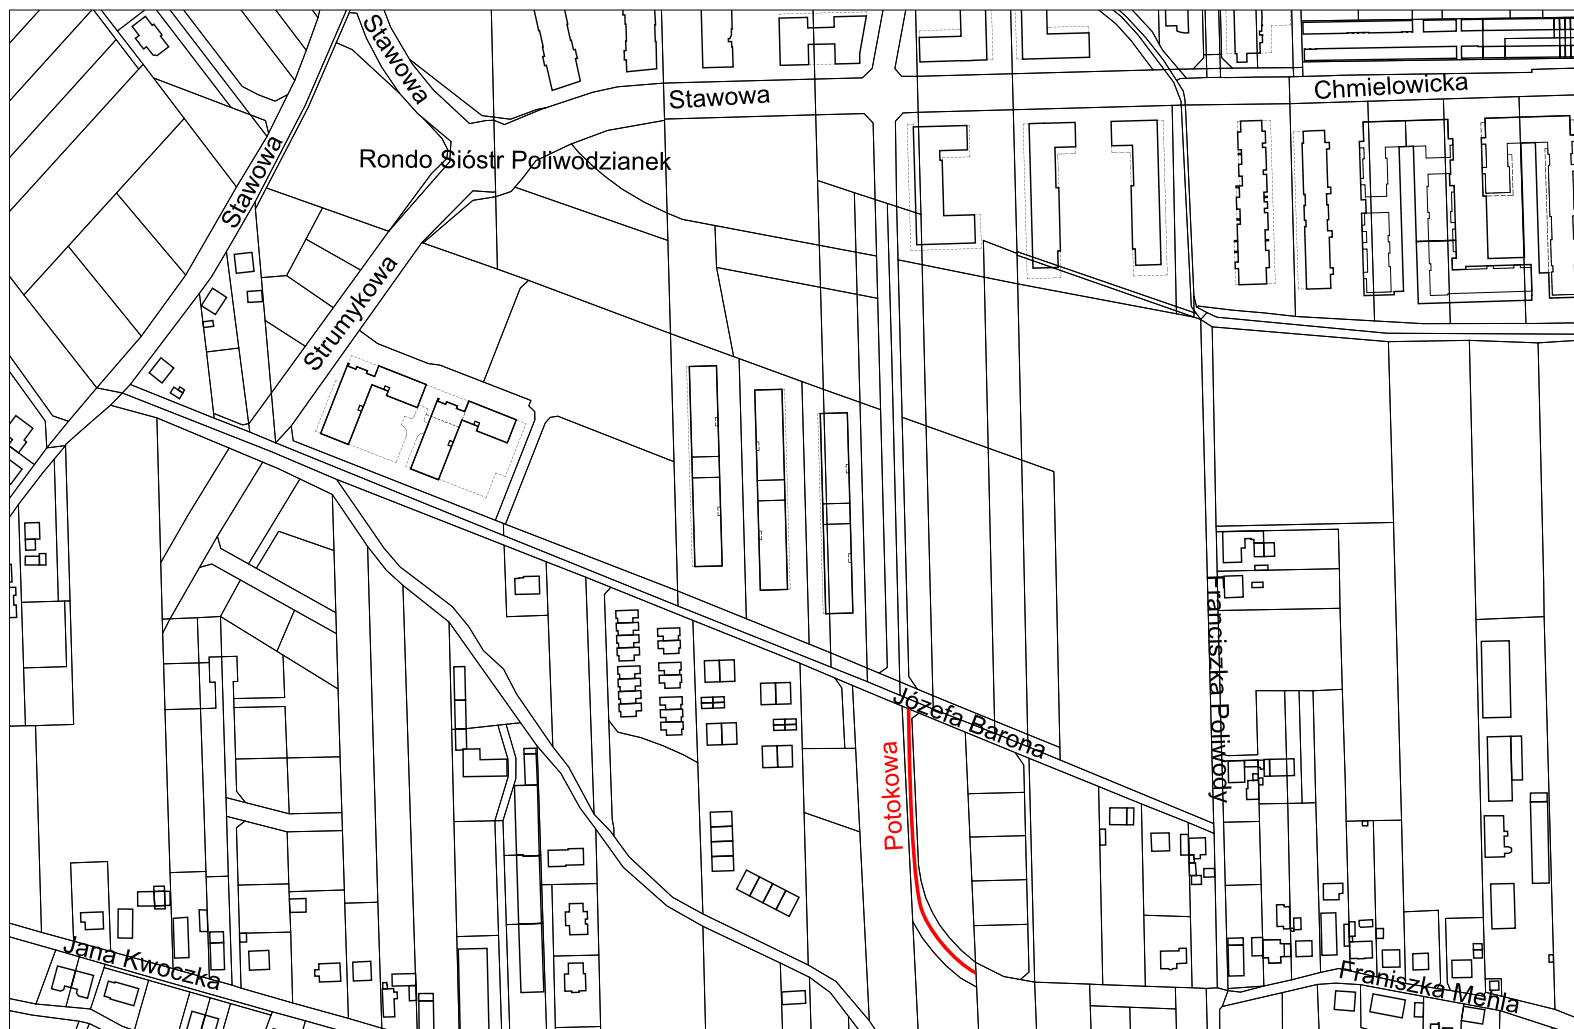 Stawowa
Stawowa
Chmielowicka
Rondo Sióstr Poliwodzianek
Stawowa
Strumykowa
Franciszka Poliwody
Józefa Barona
Potokowa
Jana Kwoczka
Franiszka Mehla